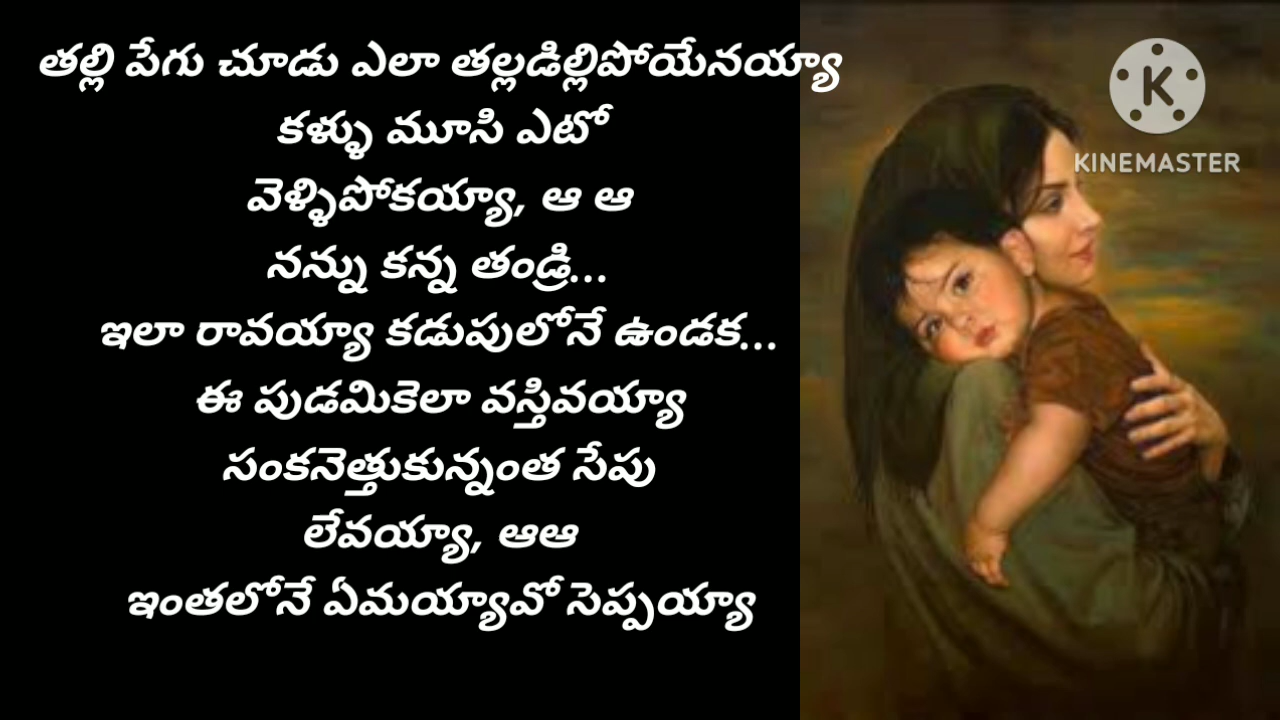 తల్లి పేగు చూడు ఎలా తల్లడిల్లిపోయేనయ్యా
కళ్ళు మూసి ఎటో
వెళ్ళిపోకయ్యా, ఆ ఆ
నన్ను కన్న తండ్రి...
ఇలా రావయ్యా కడుపులోనే ఉండక...
ఈ పుడమికెలా వస్తివయ్యా
సంకనెత్తుకున్నంత సేపు
లేవయ్యా, ఆఆ
ఇంతలోనే ఏమయ్యావో సెప్పయ్యా
K
KINEMASTER